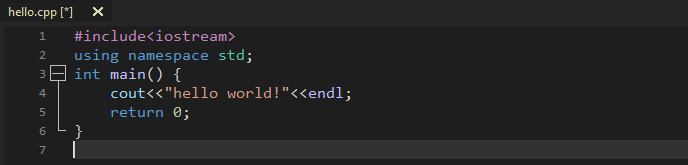 hello.cpp [*] ×
1 #include<iostream>
2 using namespace std;
3 int main() {
4     cout<<"hello world!"<<endl;
5     return 0;
6 }
7